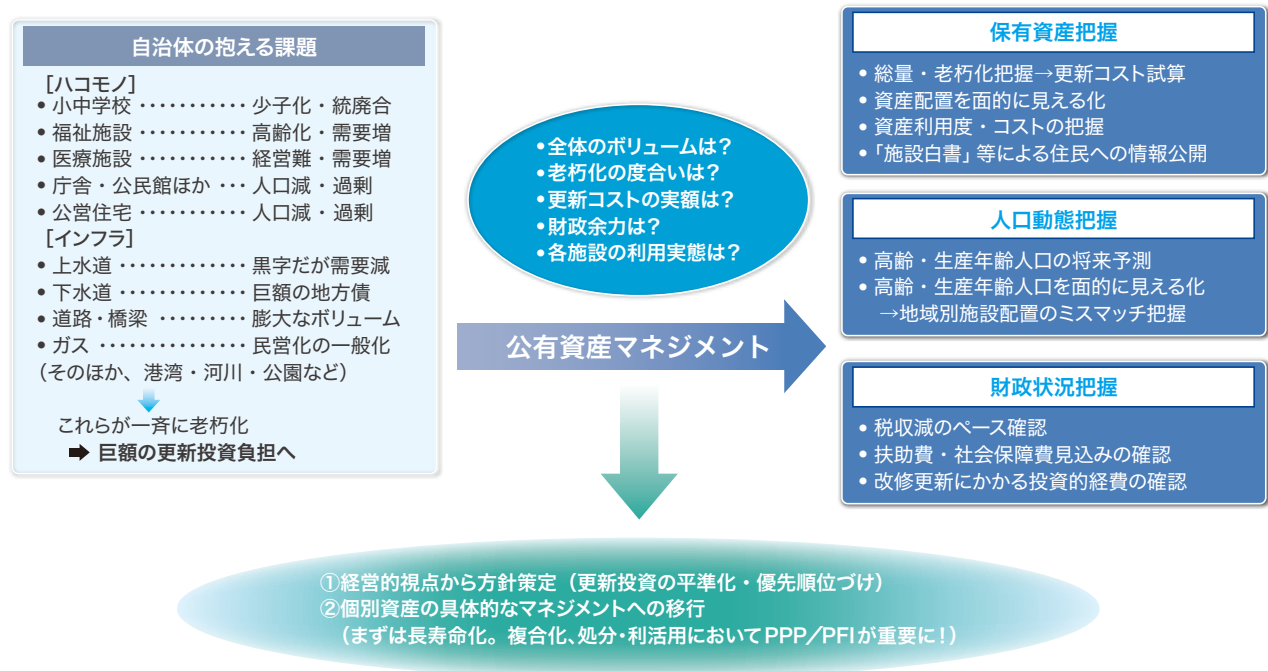 自治体の抱える課題
［ハコモノ］
• 小中学校 ・・・・・・・・・・・ 少子化・統廃合
• 福祉施設 ・・・・・・・・・・・ 高齢化・需要増
• 医療施設 ・・・・・・・・・・・ 経営難・需要増
• 庁舎・公民館ほか ・・・ 人口減・過剰
• 公営住宅 ・・・・・・・・・・・ 人口減・過剰
［インフラ］
• 上水道 ・・・・・・・・・・・・・ 黒字だが需要減
• 下水道 ・・・・・・・・・・・・・ 巨額の地方債
• 道路・橋梁 ・・・・・・・・・ 膨大なボリューム
• ガス ・・・・・・・・・・・・・・・ 民営化の一般化
（そのほか、港湾・河川・公園など）
これらが一斉に老朽化
➡ 巨額の更新投資負担へ
•全体のボリュームは？
•老朽化の度合いは？
•更新コストの実額は？
•財政余力は？
•各施設の利用実態は？
公有資産マネジメント
保有資産把握
• 総量・老朽化把握→更新コスト試算
• 資産配置を面的に見える化
• 資産利用度・コストの把握
• 「施設白書」等による住民への情報公開
人口動態把握
• 高齢・生産年齢人口の将来予測
• 高齢・生産年齢人口を面的に見える化
→地域別施設配置のミスマッチ把握
財政状況把握
• 税収減のペース確認
• 扶助費・社会保障費見込みの確認
• 改修更新にかかる投資的経費の確認
①経営的視点から方針策定（更新投資の平準化・優先順位づけ）
②個別資産の具体的なマネジメントへの移行
（まずは長寿命化。複合化、処分・利活用においてPPP／PFIが重要に！）